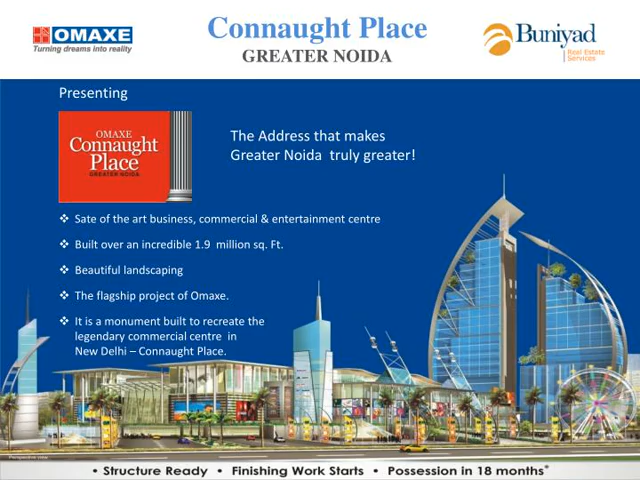 OMAXE
Turning dreams into reality
Connaught Place
GREATER NOIDA
Buniyad
Real Estate
Services
Presenting
OMAXE
Connaught
Place
GREATER NOIDA
The Address that makes
Greater Noida truly greater!
❖ Sate of the art business, commercial & entertainment centre
❖ Built over an incredible 1.9 million sq. Ft.
❖ Beautiful landscaping
❖ The flagship project of Omaxe.
❖ It is a monument built to recreate the
legendary commercial centre in
New Delhi – Connaught Place.
Perspective view
• Structure Ready • Finishing Work Starts • Possession in 18 months*